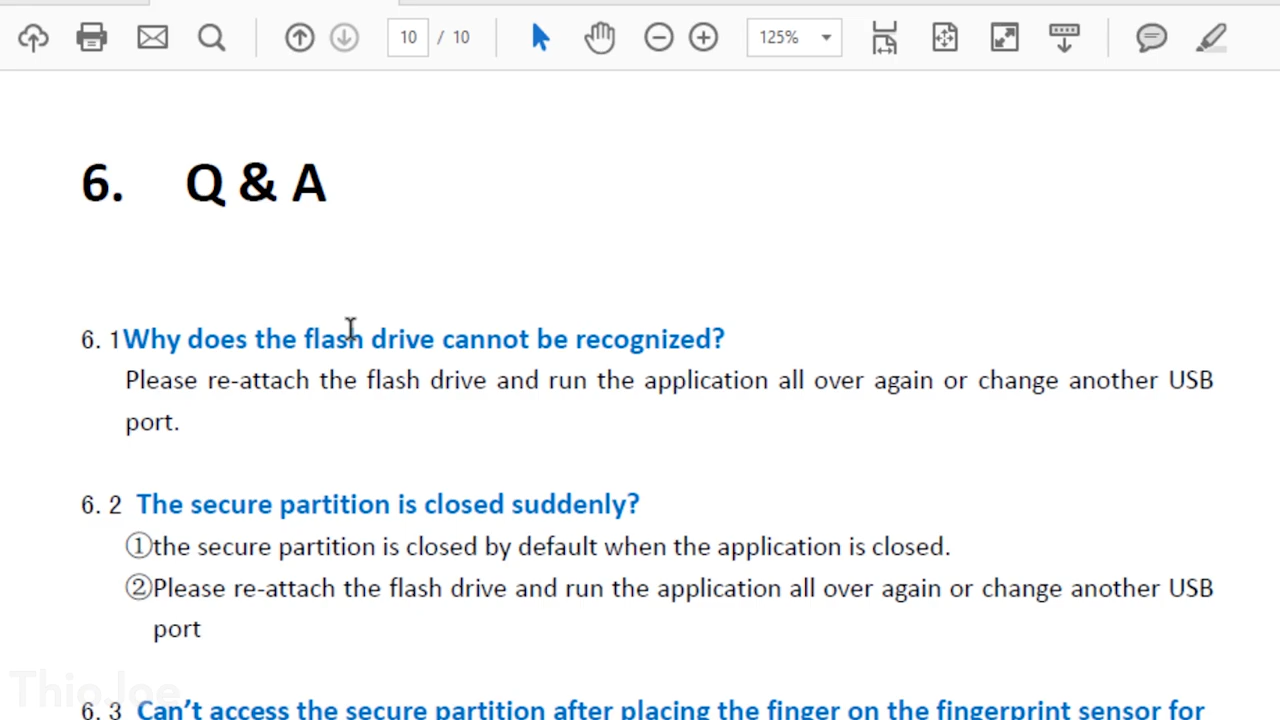 10 / 10
125%
6. Q & A
6. 1Why does the flash drive cannot be recognized?
Please re-attach the flash drive and run the application all over again or change another USB
port.
6. 2 The secure partition is closed suddenly?
①the secure partition is closed by default when the application is closed.
②Please re-attach the flash drive and run the application all over again or change another USB
port
ThioJoe
6. 3 Can't access the secure partition after placing the finger on the fingerprint sensor for